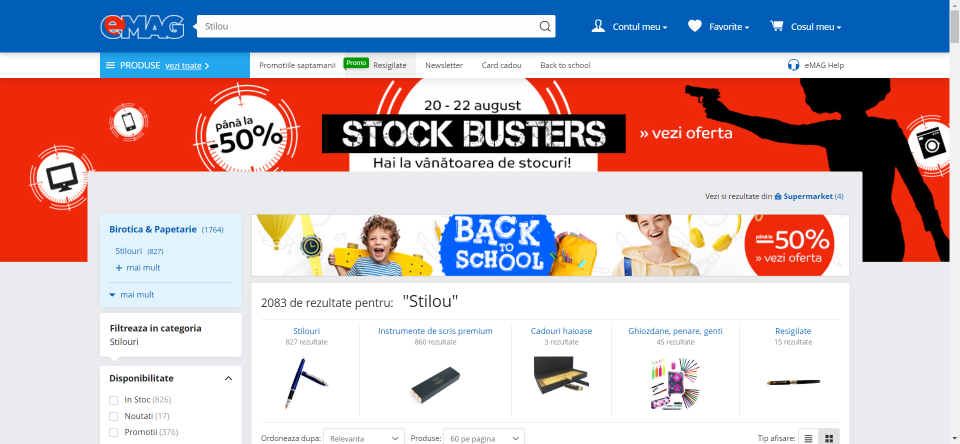 eMAG
Stilou
Contul meu
Favorite
Cosul meu
PRODUSE vezi toate
Promotiile saptamanii
Promo
Resigilate
Newsletter
Card cadou
Back to school
eMAG Help
până la
-50%
20 - 22 august
STOCK BUSTERS
Hai la vânătoarea de stocuri!
» vezi oferta
Vezi si rezultate din Supermarket (4)
Birotica & Papetarie (1764)
Stilouri (827)
+ mai mult
mai mult
BACK
TO
SCHOOL
până la
-50%
» vezi oferta
2083 de rezultate pentru: "Stilou"
Filtreaza in categoria
Stilouri
Stilouri
827 rezultate
Instrumente de scris premium
860 rezultate
Cadouri haioase
3 rezultate
Ghiozdane, penare, genti
45 rezultate
Resigilate
15 rezultate
Disponibilitate
In Stoc (826)
Noutati (17)
Promotii (376)
Ordoneaza dupa: Relevanta
Produse: 60 pe pagina
Tip afisare: